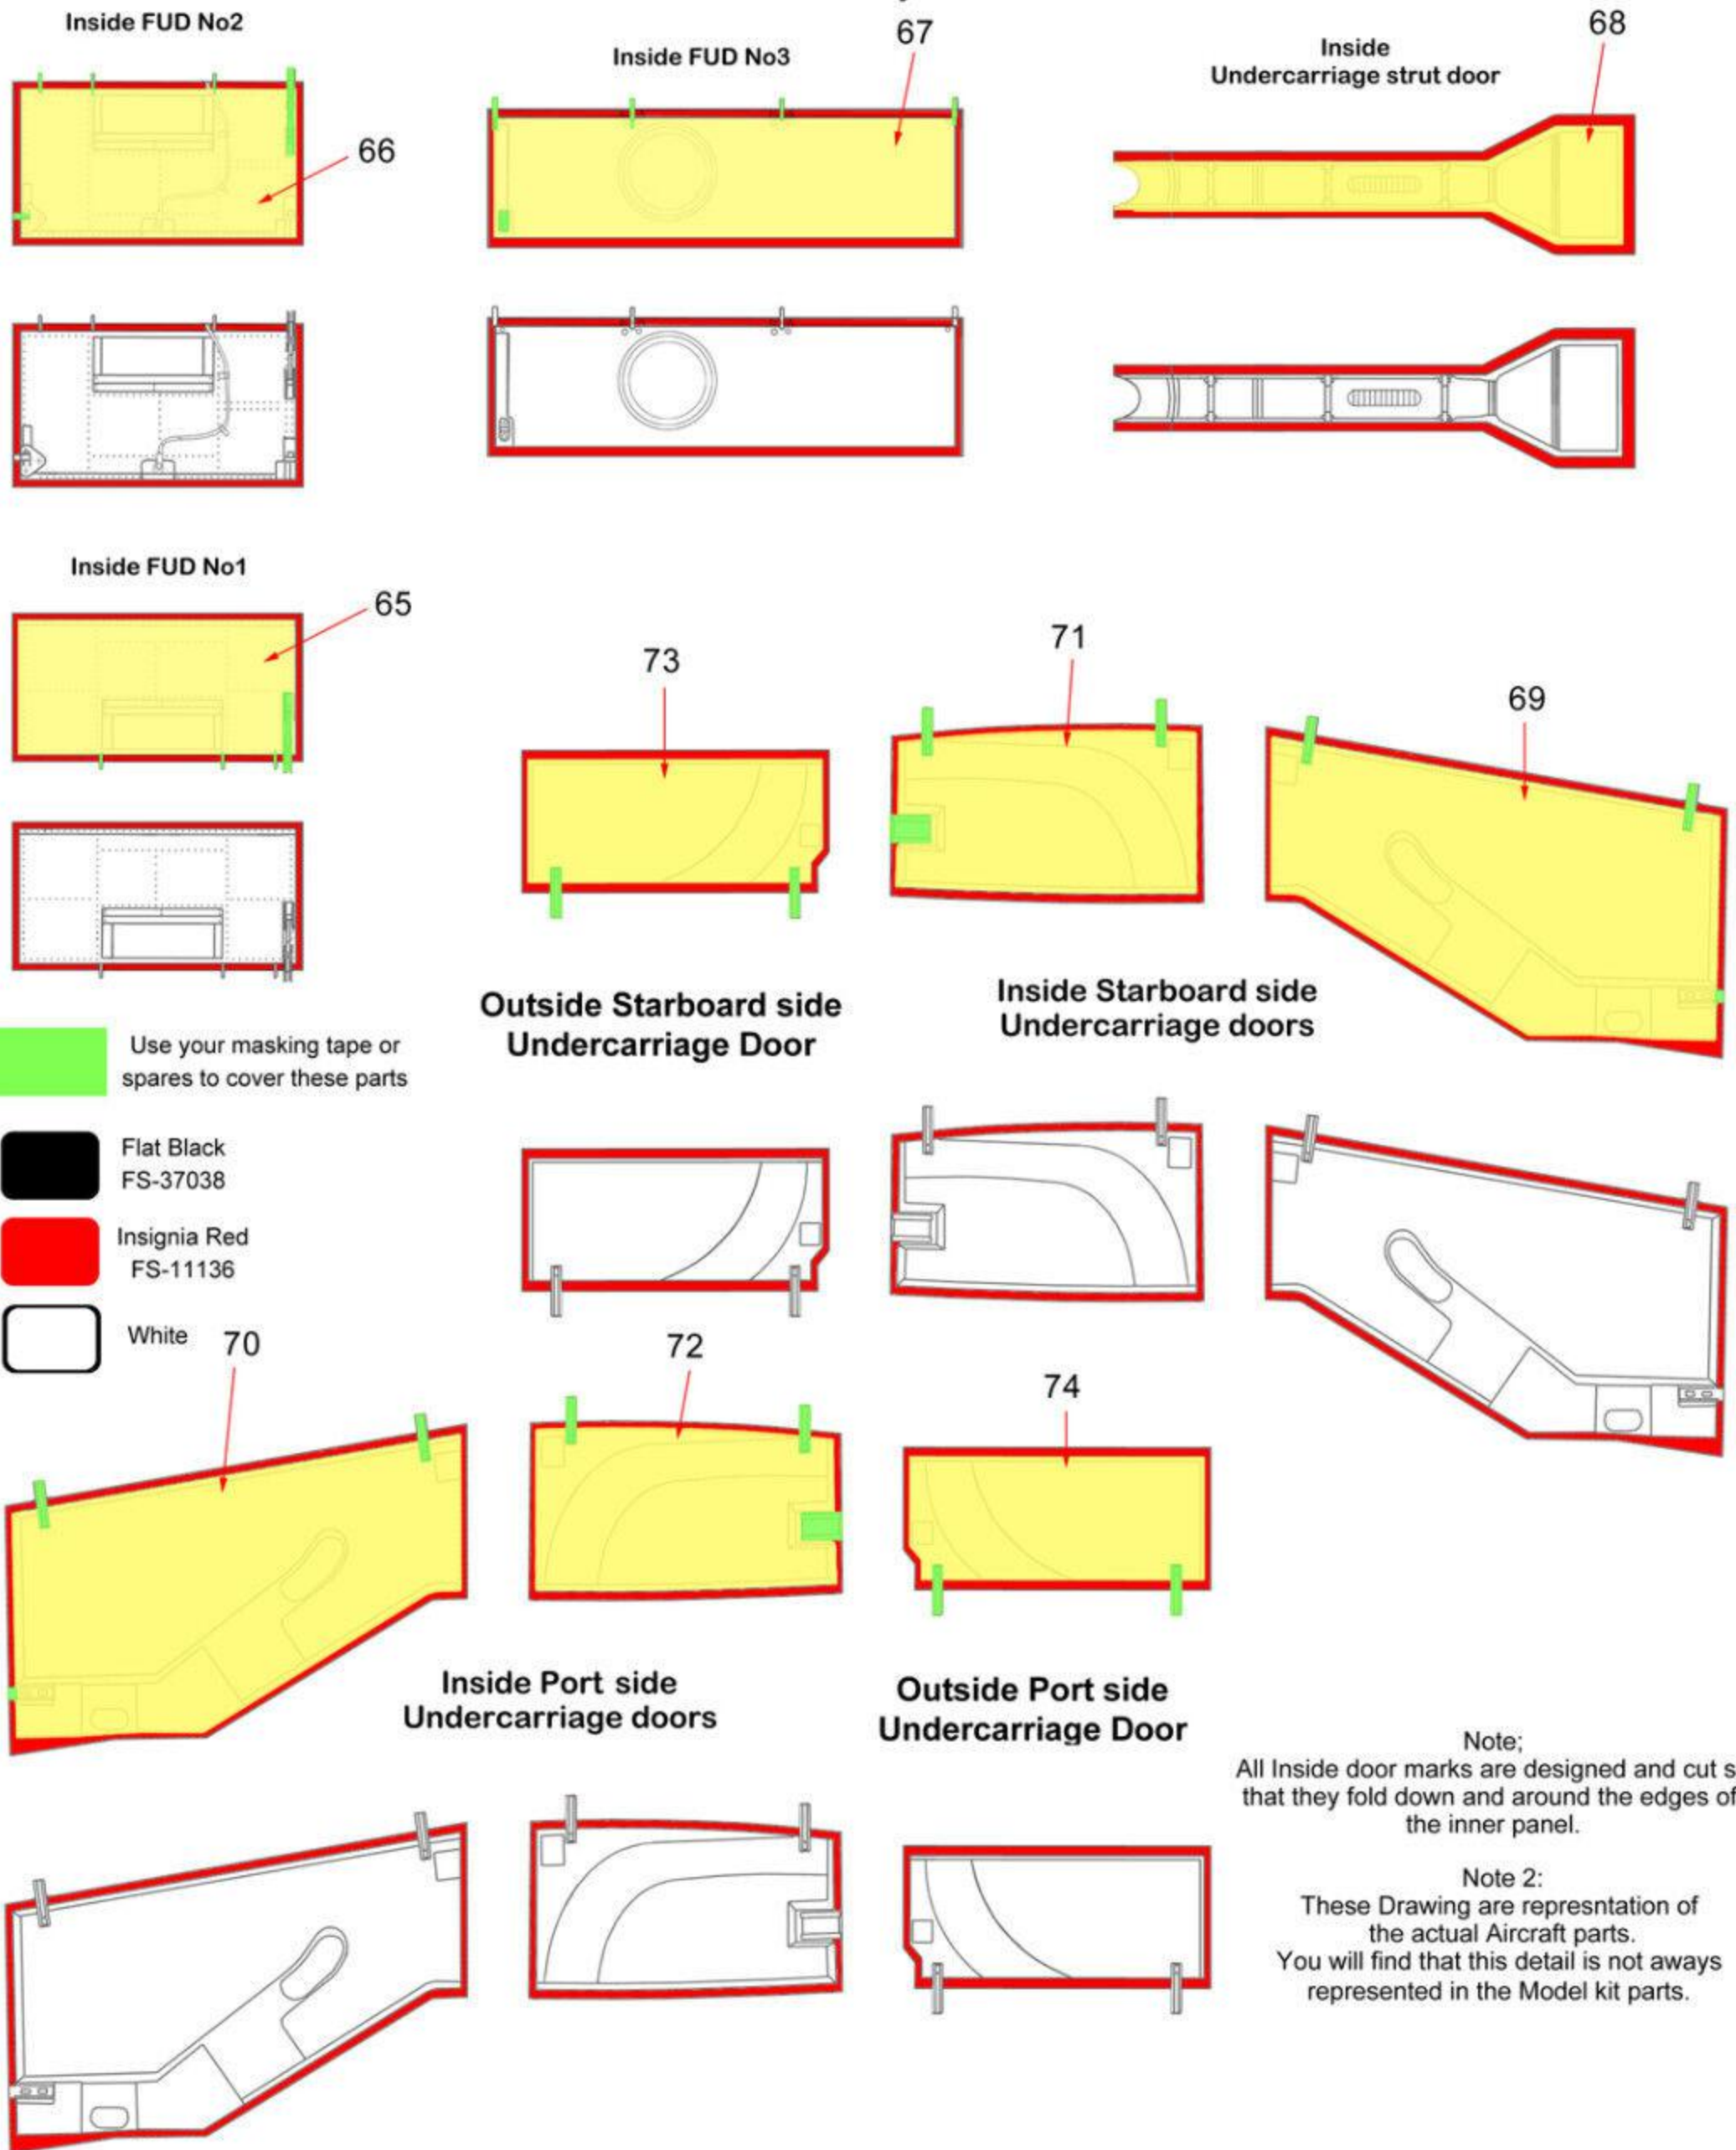 Inside FUD No2
66
Inside FUD No3
67
Inside
Undercarriage strut door
68
Inside FUD No1
65
73
71
69
Outside Starboard side
Undercarriage Door
Inside Starboard side
Undercarriage doors
Use your masking tape or
spares to cover these parts
Flat Black
FS-37038
Insignia Red
FS-11136
White
70
72
74
Inside Port side
Undercarriage doors
Outside Port side
Undercarriage Door
Note;
All Inside door marks are designed and cut s
that they fold down and around the edges of
the inner panel.
Note 2:
These Drawing are represntation of
the actual Aircraft parts.
You will find that this detail is not aways
represented in the Model kit parts.